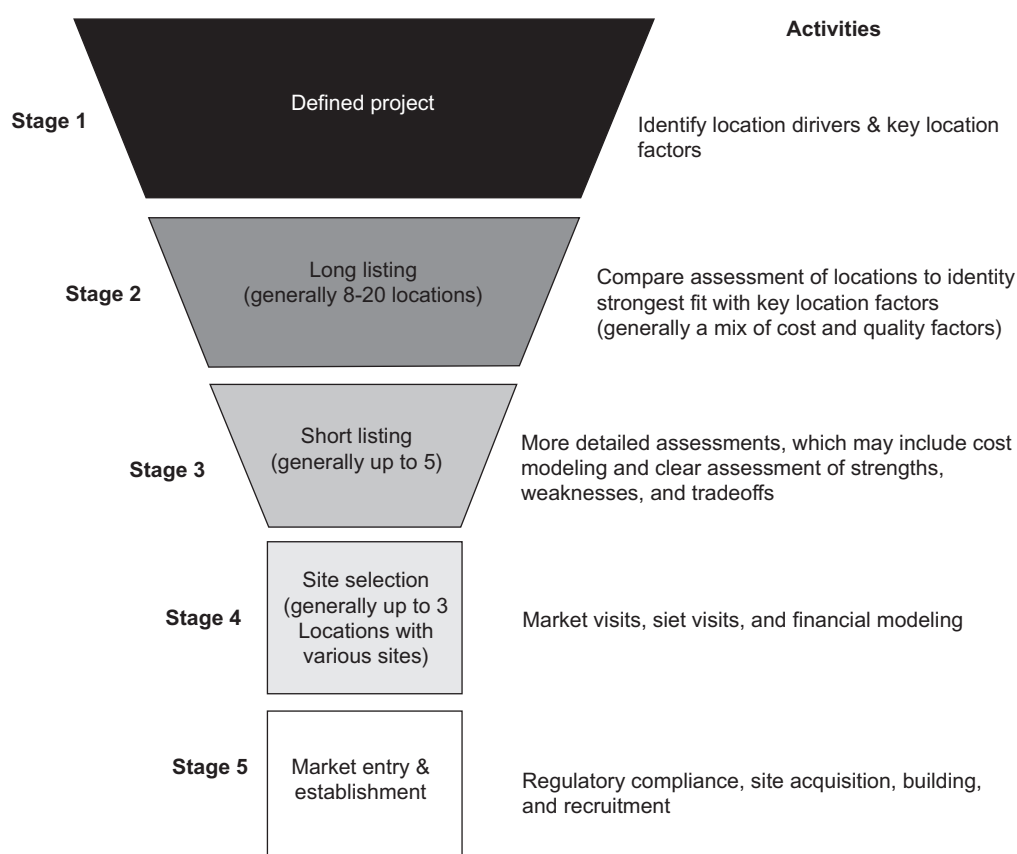 Activities
Stage 1
Defined project
Identify location dirivers & key location
factors
Stage 2
Long listing
(generally 8-20 locations)
Compare assessment of locations to identity
strongest fit with key location factors
(generally a mix of cost and quality factors)
Stage 3
Short listing
(generally up to 5)
More detailed assessments, which may include cost
modeling and clear assessment of strengths,
weaknesses, and tradeoffs
Stage 4
Site selection
(generally up to 3
Locations with
various sites)
Market visits, siet visits, and financial modeling
Stage 5
Market entry &
establishment
Regulatory compliance, site acquisition, building,
and recruitment